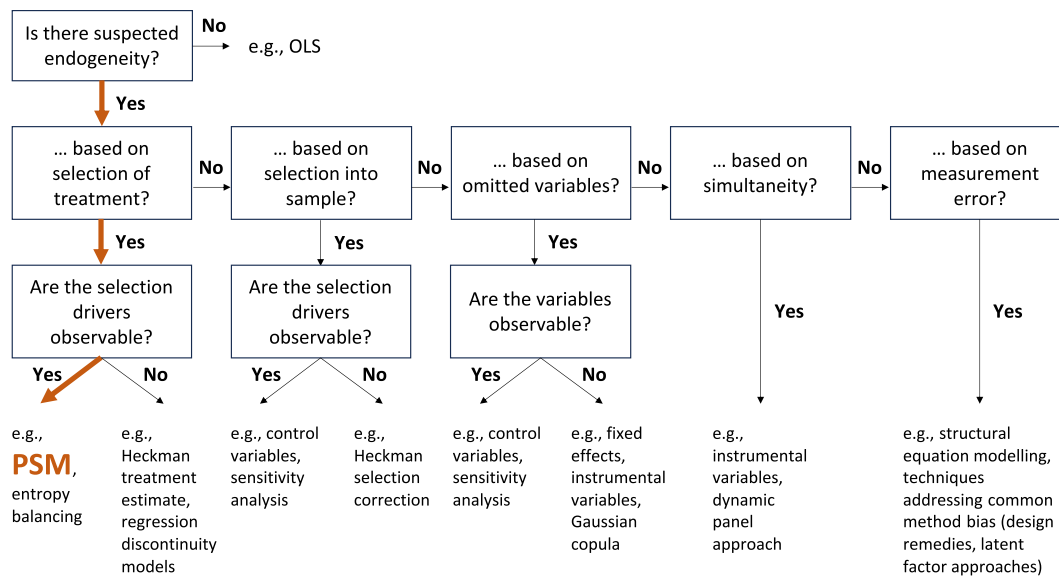 Is there suspected
endogeneity?
No
e.g., OLS
Yes
... based on
selection of
treatment?
No
... based on
selection into
sample?
No
... based on
omitted variables?
No
... based on
simultaneity?
No
... based on
measurement
error?
Yes
Yes
Yes
Yes
Yes
Are the selection
drivers
observable?
Are the selection
drivers
observable?
Are the variables
observable?
Yes
No
Yes
No
Yes
No
e.g.,
PSM,
entropy
balancing
e.g.,
Heckman
treatment
estimate,
regression
discontinuity
models
e.g., control
variables,
sensitivity
analysis
e.g.,
Heckman
selection
correction
e.g., control
variables,
sensitivity
analysis
e.g., fixed
effects,
instrumental
variables,
Gaussian
copula
e.g.,
instrumental
variables,
dynamic
panel
approach
e.g., structural
equation modelling,
techniques
addressing common
method bias (design
remedies, latent
factor approaches)